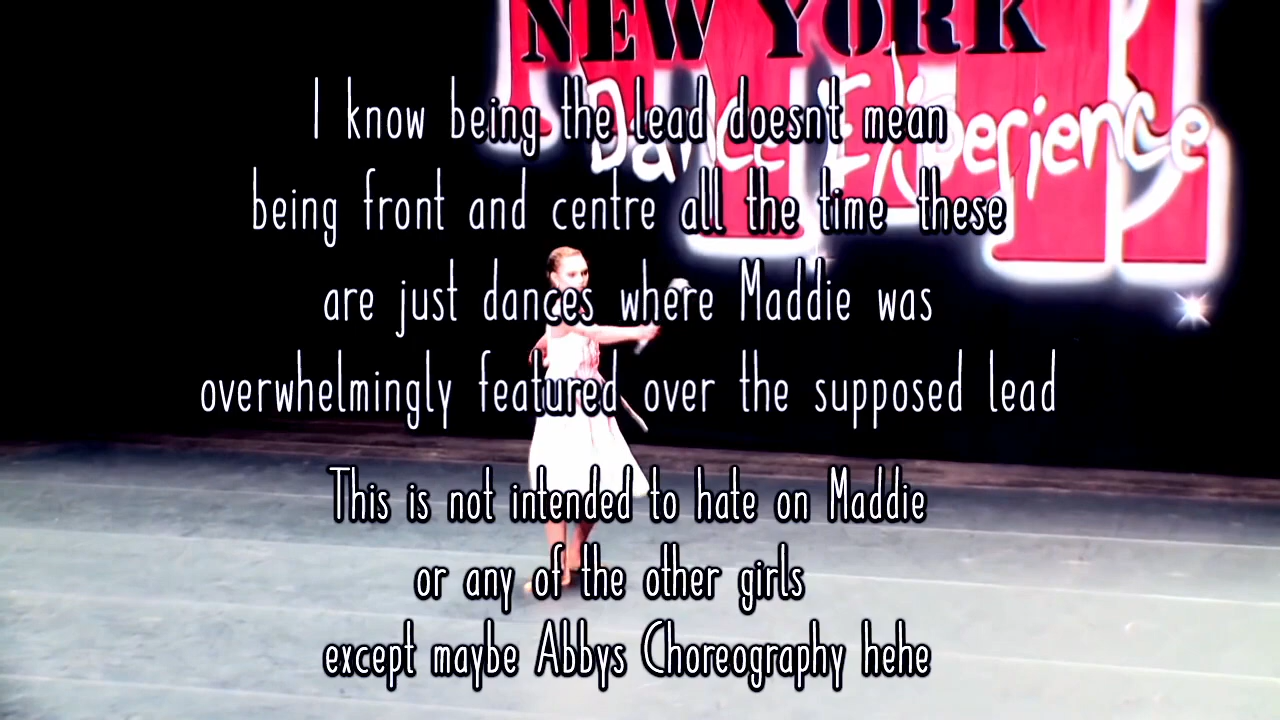 NEW YORK
Dance Experience
I know being the lead doesnt mean
being front and centre all the time these
are just dances where Maddie was
overwhelmingly featured over the supposed lead
This is not intended to hate on Maddie
or any of the other girls
except maybe Abbys Choreography hehe